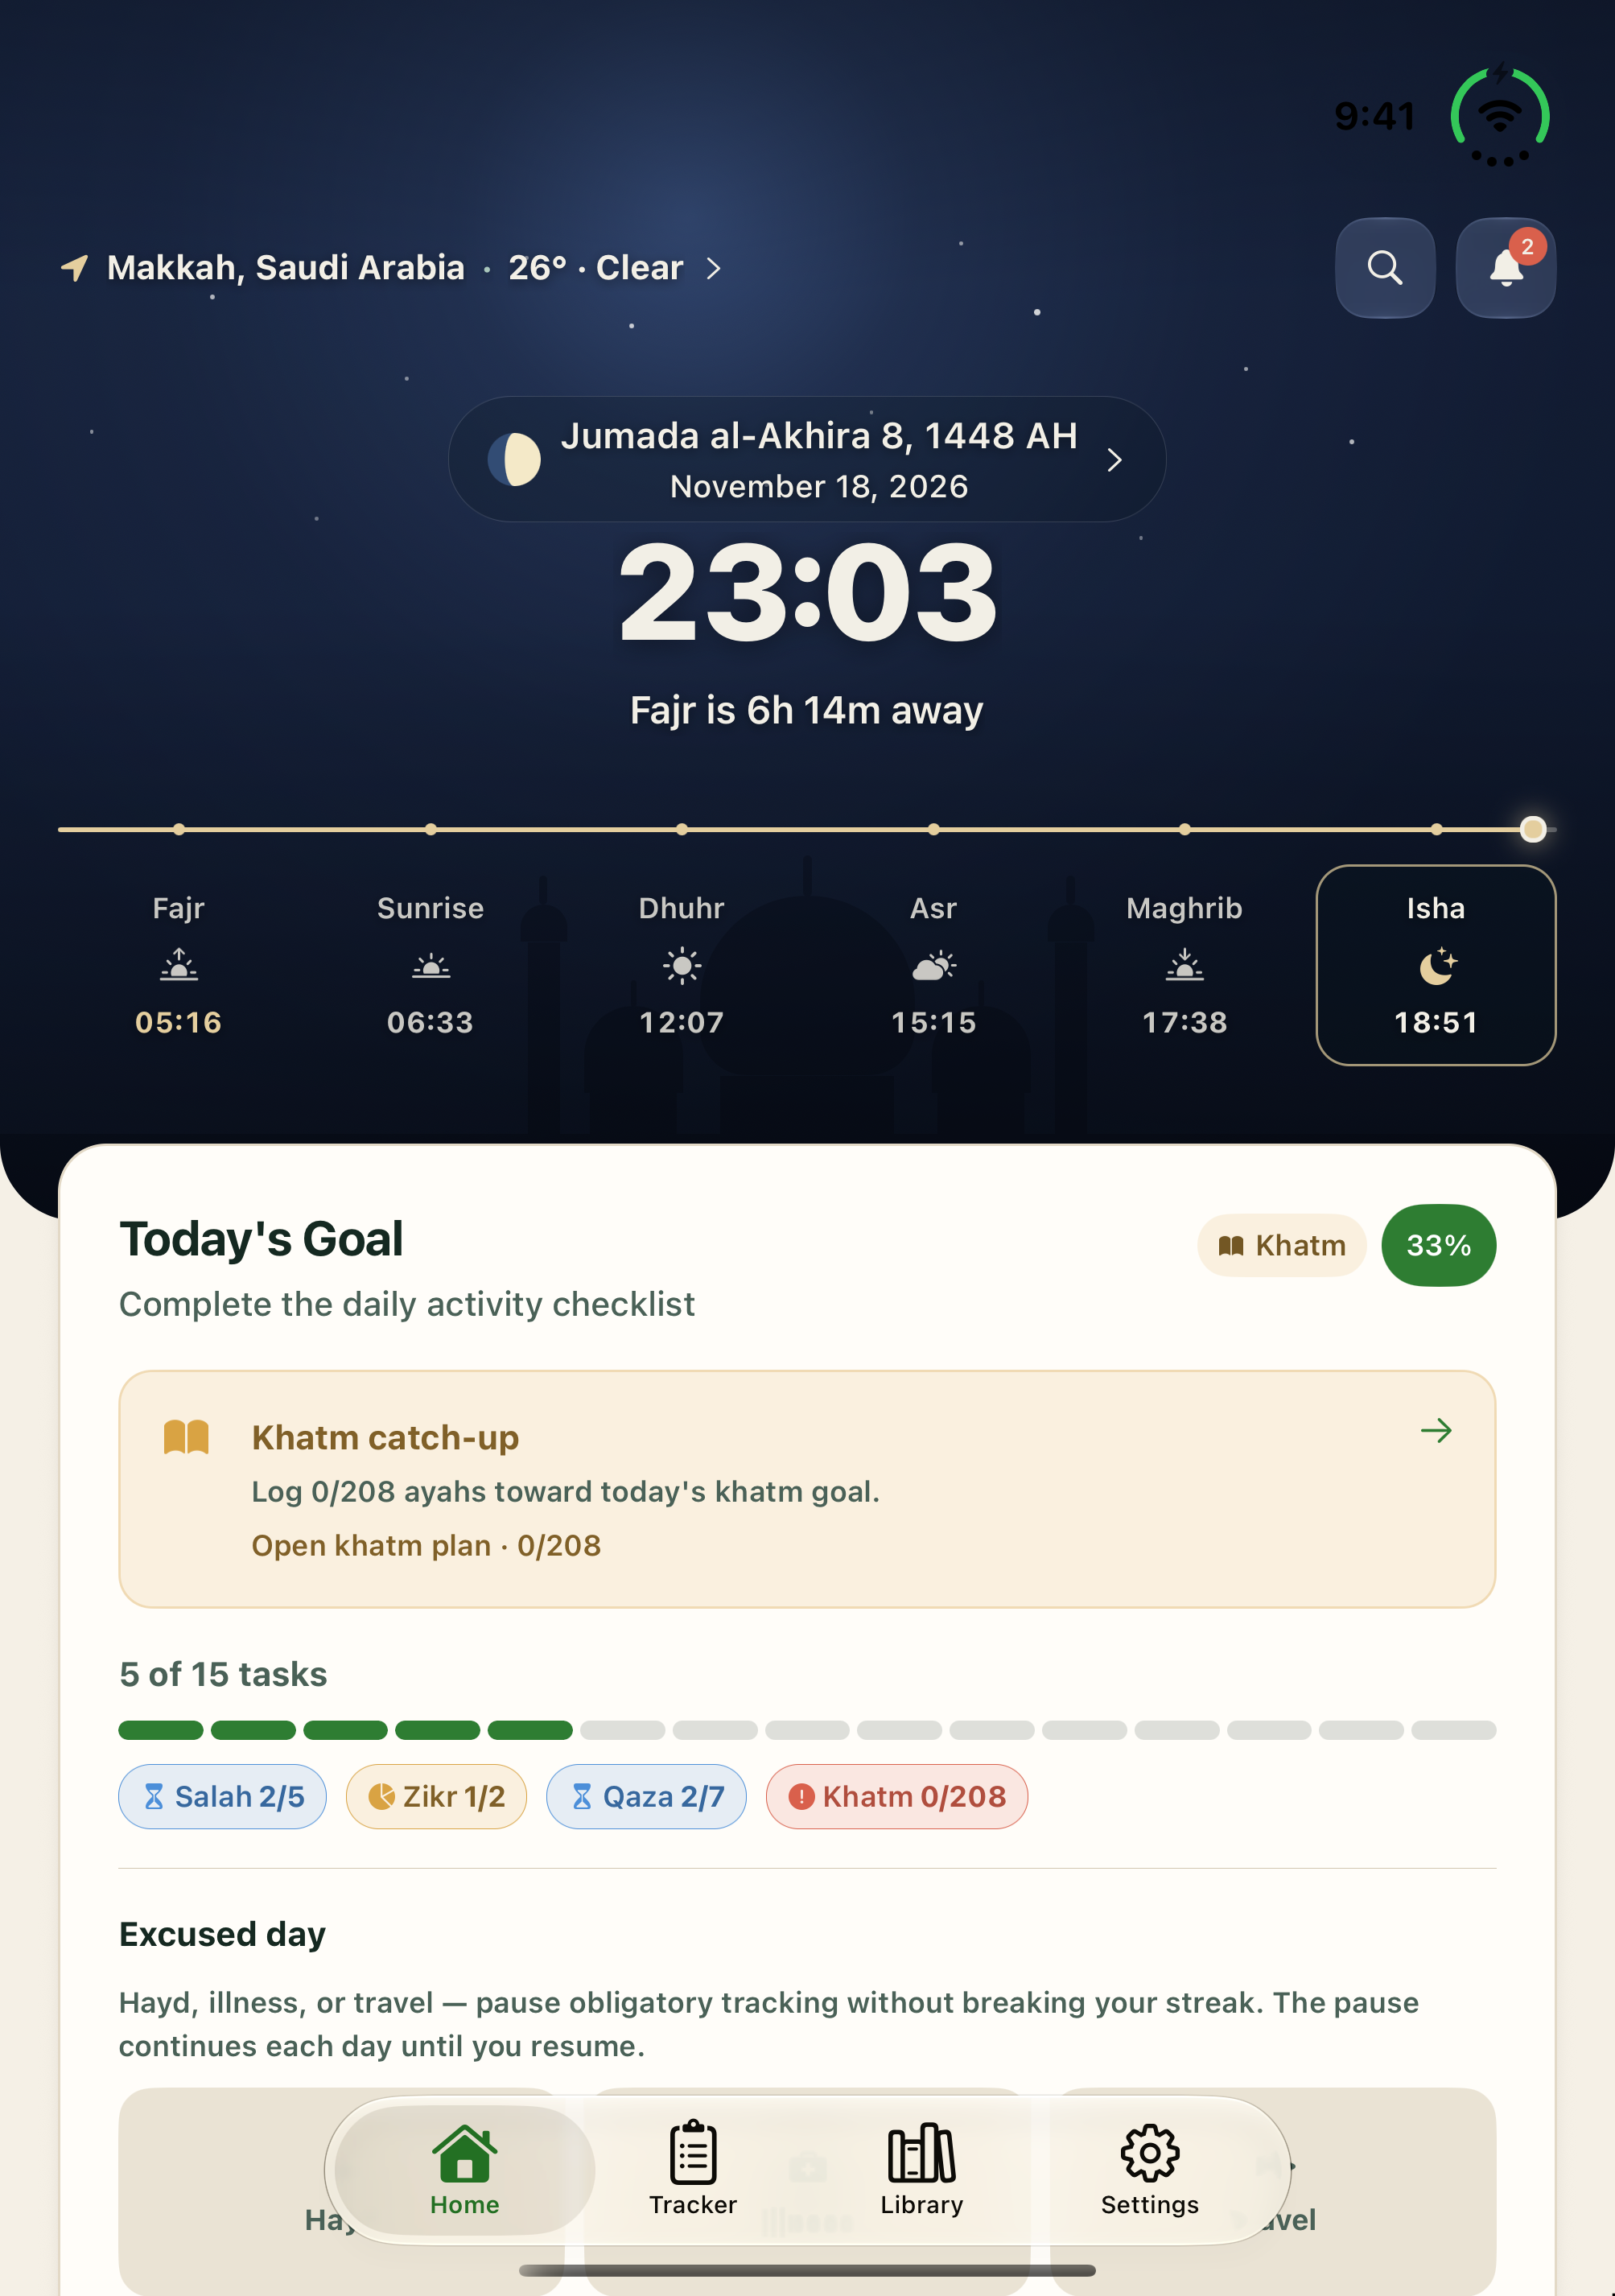 9:41
Makkah, Saudi Arabia · 26° · Clear
2
Jumada al-Akhira 8, 1448 AH
November 18, 2026
23:03
Fajr is 6h 14m away
Fajr Sunrise Dhuhr Asr Maghrib Isha
05:16 06:33 12:07 15:15 17:38 18:51
Today's Goal
Khatm 33%
Complete the daily activity checklist
Khatm catch-up
Log 0/208 ayahs toward today's khatm goal.
Open khatm plan · 0/208
5 of 15 tasks
Salah 2/5 Zikr 1/2 Qaza 2/7 Khatm 0/208
Excused day
Hayd, illness, or travel — pause obligatory tracking without breaking your streak. The pause
continues each day until you resume.
Home Tracker Library Settings